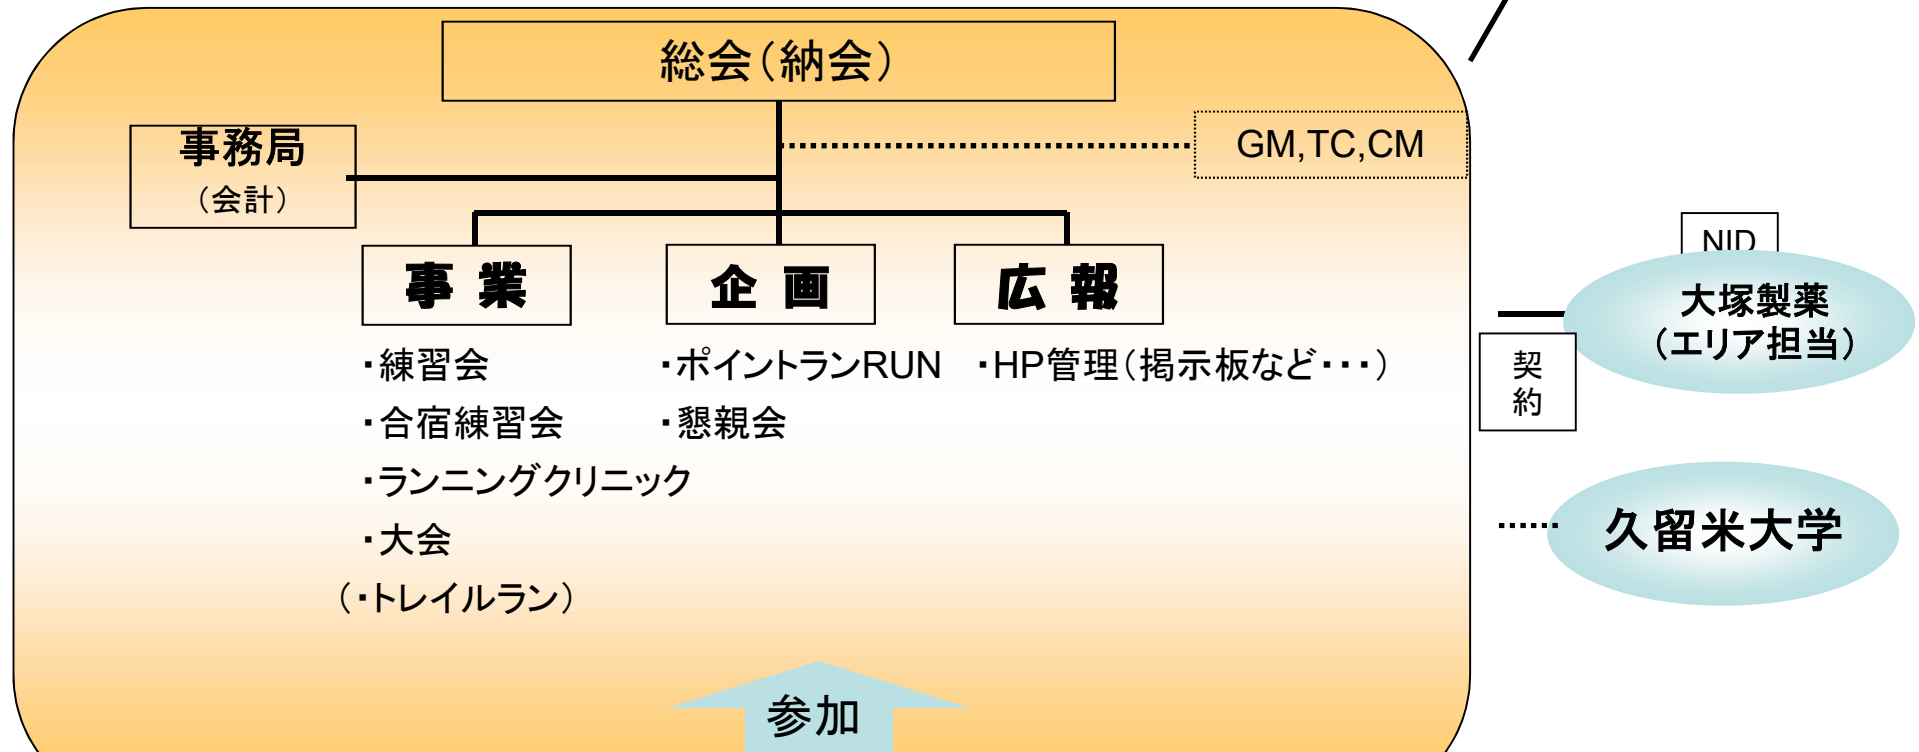 総会(納会)
事務局
(会計)
GM,TC,CM
事 業
企 画
広 報
・練習会
・合宿練習会
・ランニングクリニック
・大会
(・トレイルラン)
・ポイントランRUN
・懇親会
・HP管理(掲示板など・・・)
NID
大塚製薬
(エリア担当)
契
約
久留米大学
参加